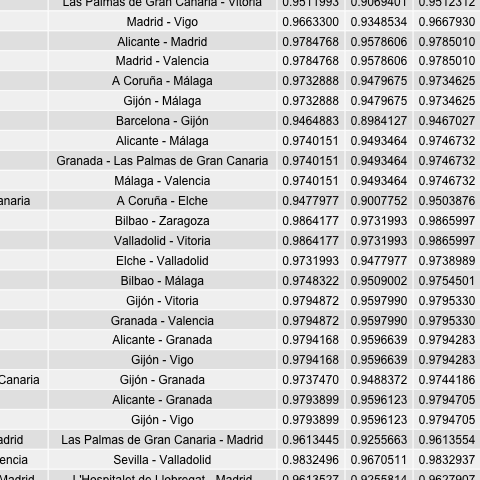 Las Palmas de Gran Canaria - Vitoria 0.9511993 0.9069401 0.9512312
Madrid - Vigo 0.9663300 0.9348534 0.9667930
Alicante - Madrid 0.9784768 0.9578606 0.9785010
Madrid - Valencia 0.9784768 0.9578606 0.9785010
A Coruña - Málaga 0.9732888 0.9479675 0.9734625
Gijón - Málaga 0.9732888 0.9479675 0.9734625
Barcelona - Gijón 0.9464883 0.8984127 0.9467027
Alicante - Málaga 0.9740151 0.9493464 0.9746732
Granada - Las Palmas de Gran Canaria 0.9740151 0.9493464 0.9746732
Málaga - Valencia 0.9740151 0.9493464 0.9746732
anaria A Coruña - Elche 0.9477977 0.9007752 0.9503876
Bilbao - Zaragoza 0.9864177 0.9731993 0.9865997
Valladolid - Vitoria 0.9864177 0.9731993 0.9865997
Elche - Valladolid 0.9731993 0.9477977 0.9738989
Bilbao - Málaga 0.9748322 0.9509002 0.9754501
Gijón - Vitoria 0.9794872 0.9597990 0.9795330
Granada - Valencia 0.9794872 0.9597990 0.9795330
Alicante - Granada 0.9794168 0.9596639 0.9794283
Gijón - Vigo 0.9794168 0.9596639 0.9794283
Canaria Gijón - Granada 0.9737470 0.9488372 0.9744186
Alicante - Granada 0.9793899 0.9596123 0.9794705
Gijón - Vigo 0.9793899 0.9596123 0.9794705
adrid Las Palmas de Gran Canaria - Madrid 0.9613445 0.9255663 0.9613554
encia Sevilla - Valladolid 0.9832496 0.9670511 0.9832937
Madrid L'Hospitalet de Llobregat - Madrid 0.9613527 0.9255814 0.9627907